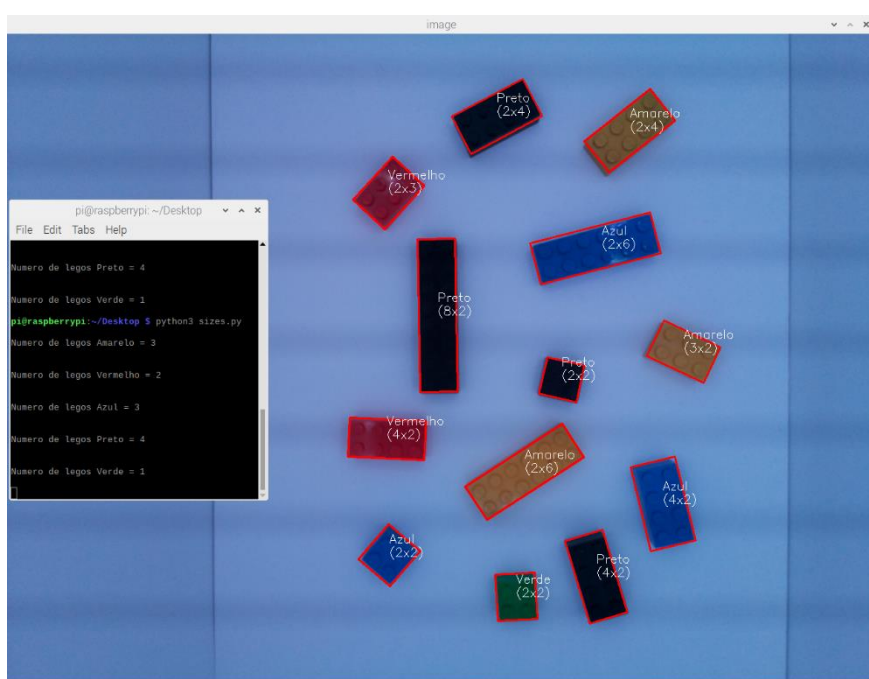 image
Preto
(2x4)
Amarelo
(2x4)
Vermelho
(2x3)
pi@raspberrypi: ~/Desktop
File Edit Tabs Help
Numero de legos Preto = 4
Numero de legos Verde = 1
pi@raspberrypi:~/Desktop $ python3 sizes.py
Numero de legos Amarelo = 3
Numero de legos Vermelho = 2
Numero de legos Azul = 3
Numero de legos Preto = 4
Numero de legos Verde = 1
Azul
(2x6)
Preto
(8x2)
Amarelo
(3x2)
Preto
(2x2)
Vermelho
(4x2)
Amarelo
(2x6)
Azul
(4x2)
Azul
(2x2)
Preto
(4x2)
Verde
(2x2)